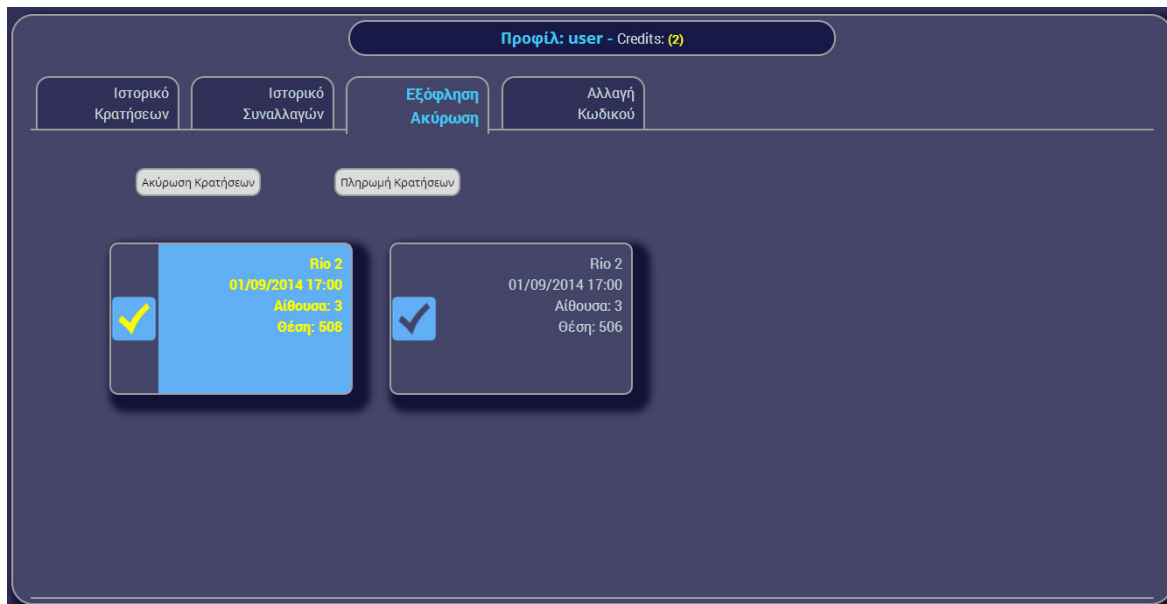 Προφίλ: user - Credits: (2)
Ιστορικό
Κρατήσεων
Ιστορικό
Συναλλαγών
Εξόφληση
Ακύρωση
Αλλαγή
Κωδικού
Ακύρωση Κρατήσεων
Πληρωμή Κρατήσεων
Rio 2
01/09/2014 17:00
Αίθουσα: 3
Θέση: 508
Rio 2
01/09/2014 17:00
Αίθουσα: 3
Θέση: 506